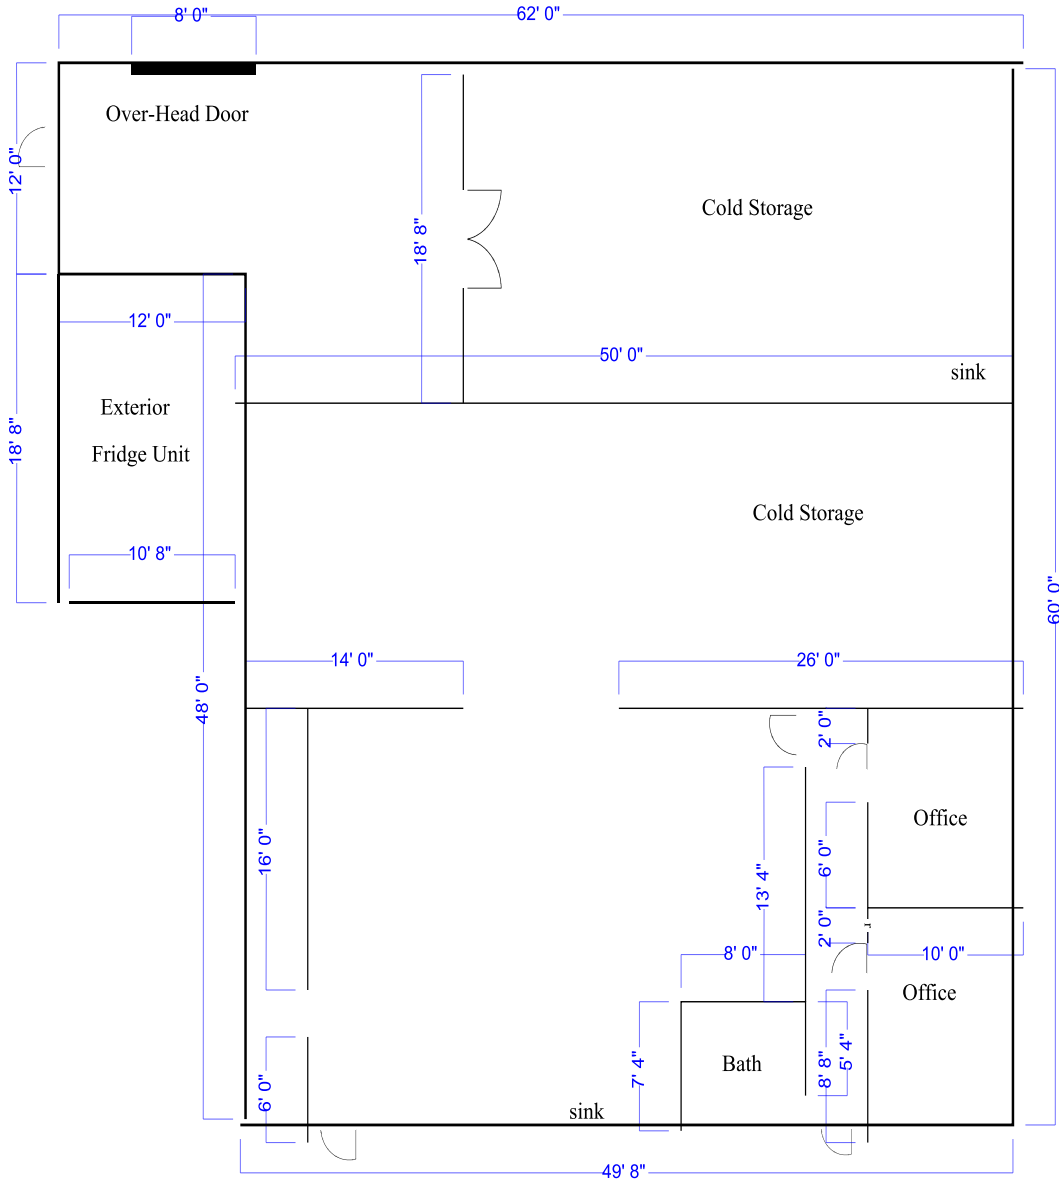 8' 0"
62' 0"
Over-Head Door
12' 0"
18' 8"
Cold Storage
12' 0"
50' 0"
sink
Exterior
Fridge Unit
18' 8"
Cold Storage
10' 8"
60' 0"
14' 0"
26' 0"
48' 0"
2' 0"
Office
16' 0"
6' 0"
13' 4"
2' 0"
8' 0"
10' 0"
Office
Bath
7' 4"
8' 8"
5' 4"
6' 0"
sink
49' 8"